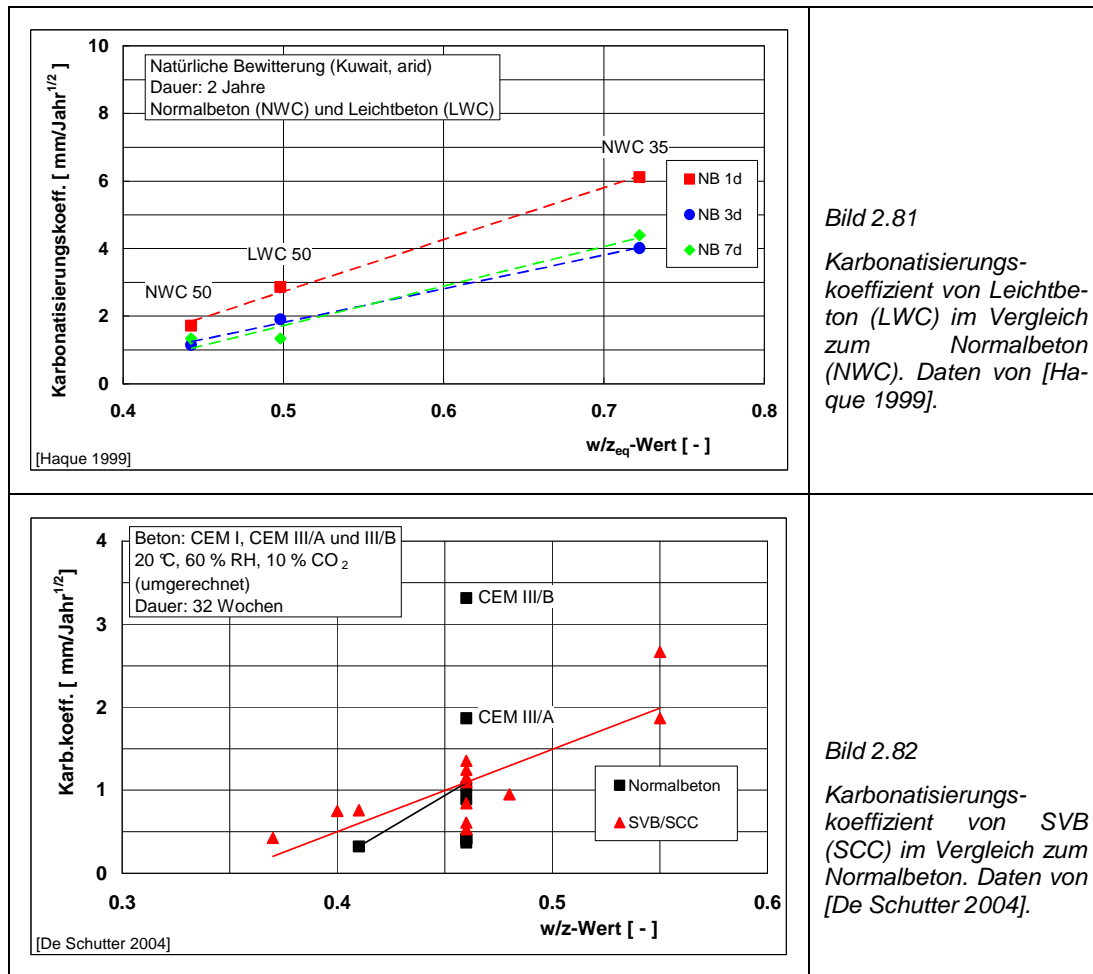 10
8
6
4
2
0
Karbonatisierungskoeff. [ mm/Jahr1/2 ]
Natürliche Bewitterung (Kuwait, arid)
Dauer: 2 Jahre
Normalbeton (NWC) und Leichtbeton (LWC)
NWC 35
LWC 50
NWC 50
NB 1d
NB 3d
NB 7d
0.4 0.5 0.6 0.7 0.8
w/zeq-Wert [ - ]
[Haque 1999]
Bild 2.81
Karbonatisierungs-
koeffizient von Leichtbe-
ton (LWC) im Vergleich
zum Normalbeton
(NWC). Daten von [Ha-
que 1999].
4
3
2
1
0
Karb.koeff. [ mm/Jahr1/2 ]
Beton: CEM I, CEM III/A und III/B
20 °C, 60 % RH, 10 % CO2
(umgerechnet)
Dauer: 32 Wochen
CEM III/B
CEM III/A
Normalbeton
SVB/SCC
0.3 0.4 0.5 0.6
w/z-Wert [ - ]
[De Schutter 2004]
Bild 2.82
Karbonatisierungs-
koeffizient von SVB
(SCC) im Vergleich zum
Normalbeton. Daten von
[De Schutter 2004].